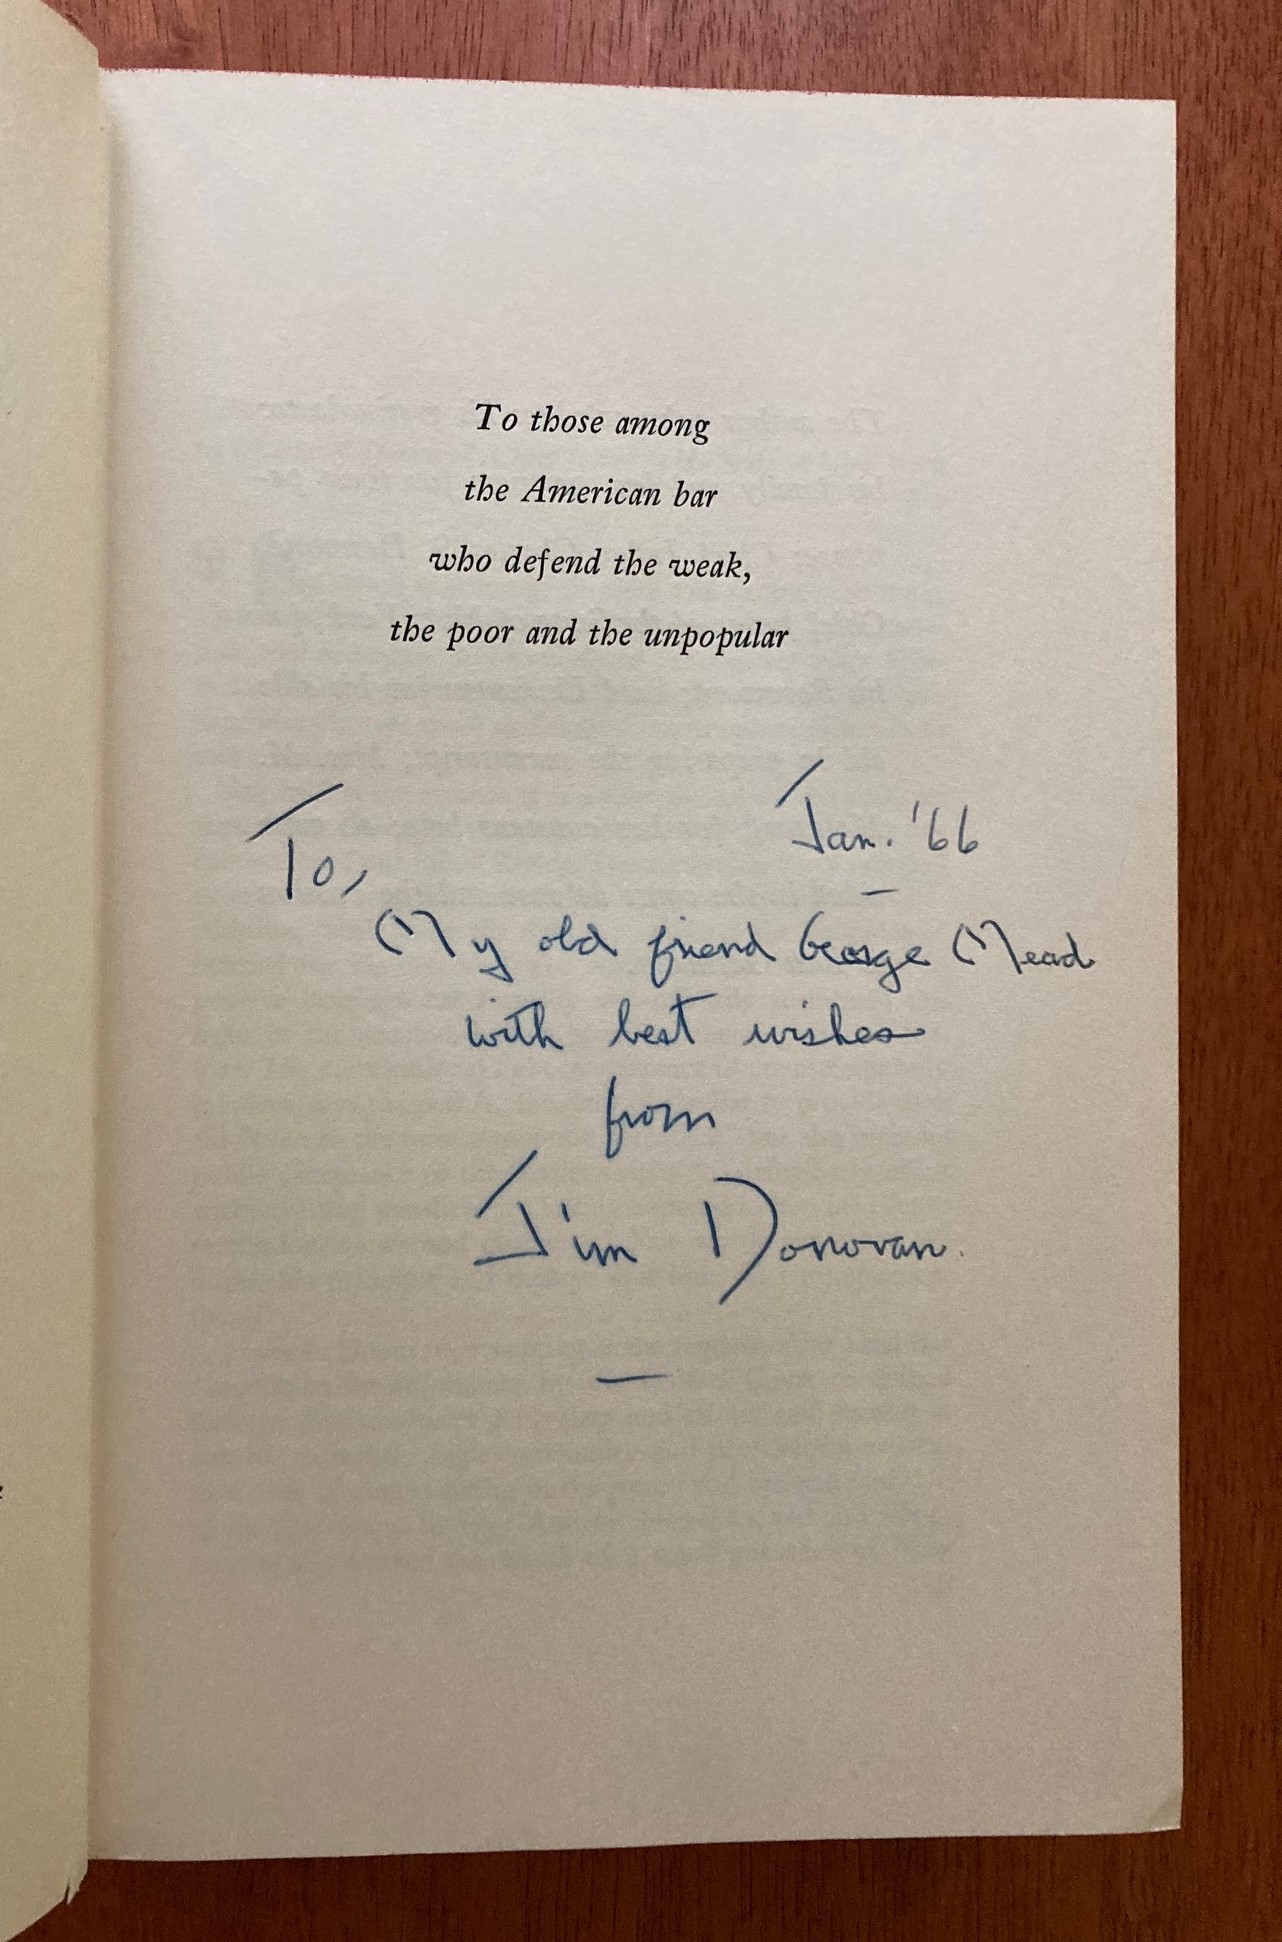 To those among
the American bar
who defend the weak,
the poor and the unpopular
Jan. '66
To,
My old friend George Mead
with best wishes
from
Jim Donovan.